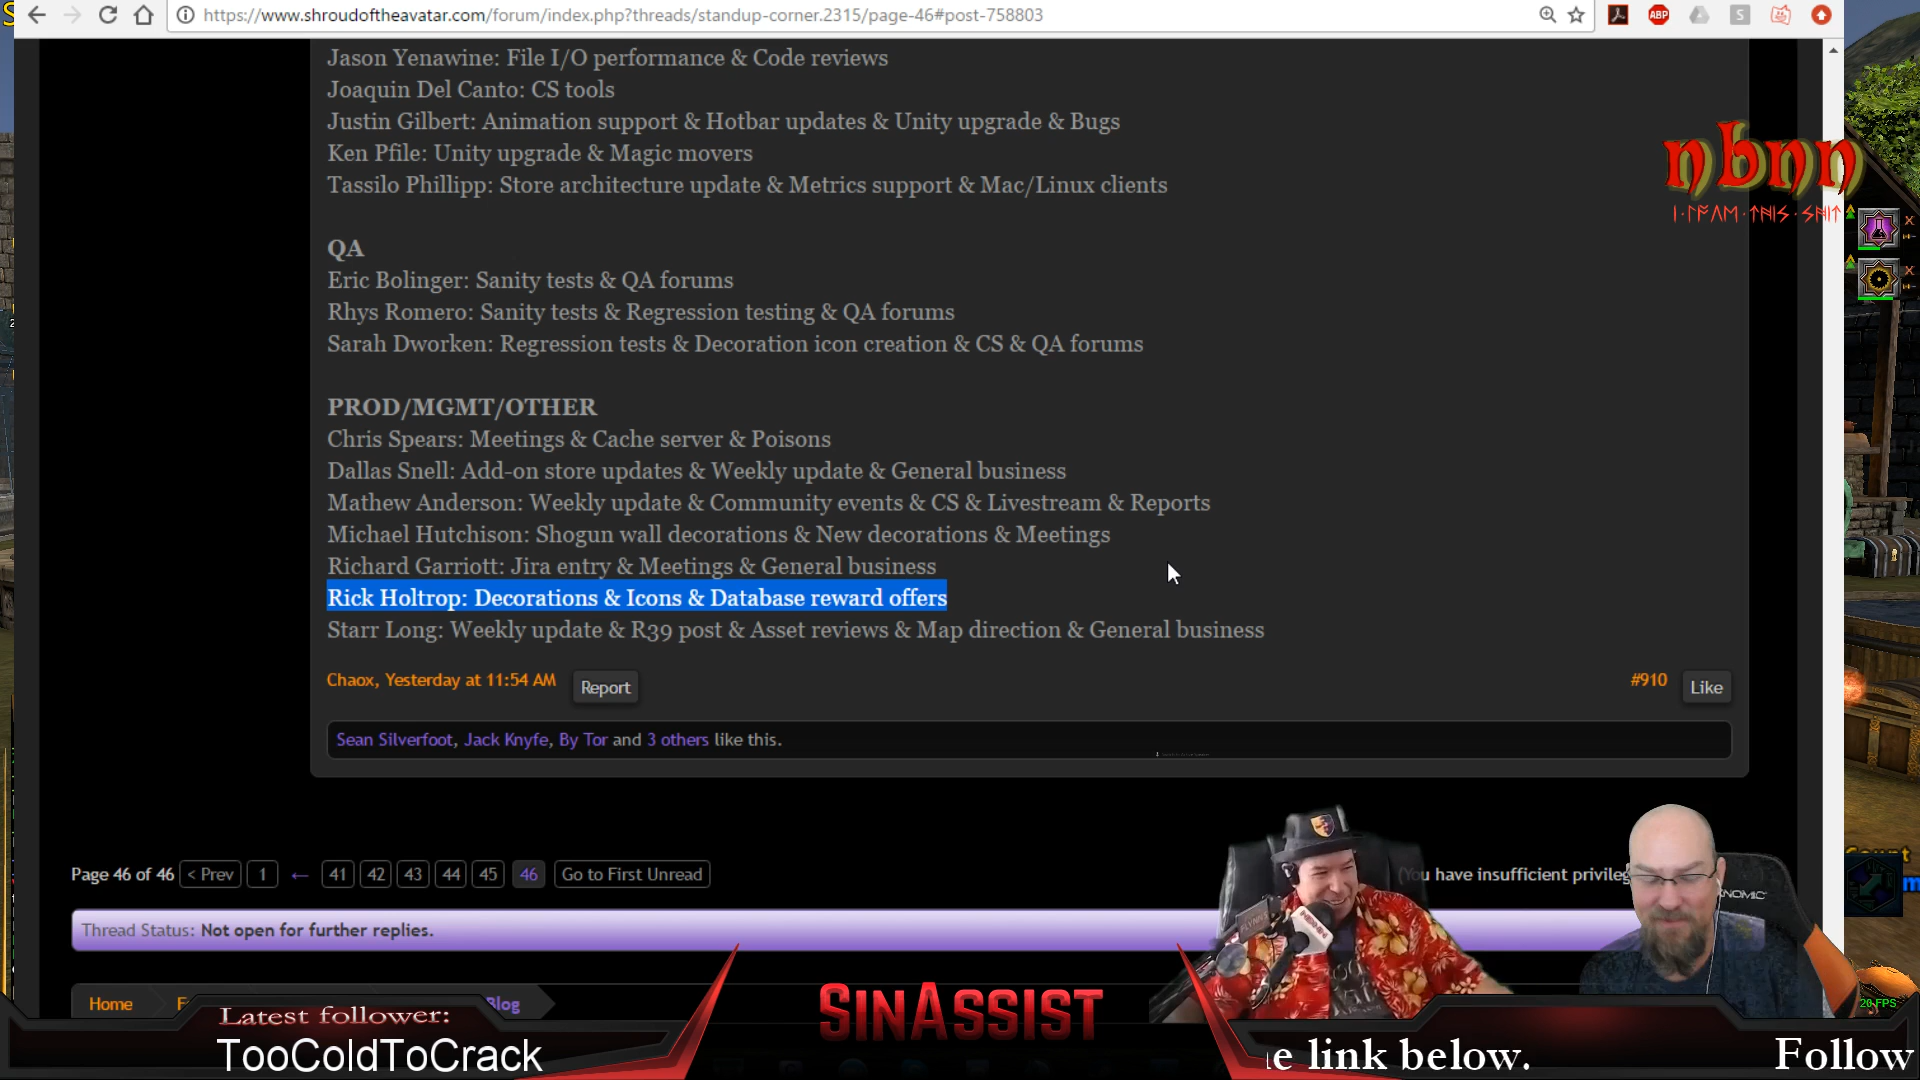 https://www.shroudoftheavatar.com/forum/index.php?threads/standup-corner.2315/page-46#post-758803
ABP
S
Jason Yenawine: File I/O performance & Code reviews
Joaquin Del Canto: CS tools
Justin Gilbert: Animation support & Hotbar updates & Unity upgrade & Bugs
Ken Pfile: Unity upgrade & Magic movers
Tassilo Phillipp: Store architecture update & Metrics support & Mac/Linux clients
nbnn
QA
Eric Bolinger: Sanity tests & QA forums
Rhys Romero: Sanity tests & Regression testing & QA forums
Sarah Dworken: Regression tests & Decoration icon creation & CS & QA forums
PROD/MGMT/OTHER
Chris Spears: Meetings & Cache server & Poisons
Dallas Snell: Add-on store updates & Weekly update & General business
Mathew Anderson: Weekly update & Community events & CS & Livestream & Reports
Michael Hutchison: Shogun wall decorations & New decorations & Meetings
Richard Garriott: Jira entry & Meetings & General business
Rick Holtrop: Decorations & Icons & Database reward offers
Starr Long: Weekly update & R39 post & Asset reviews & Map direction & General business
Chaox, Yesterday at 11:54 AM Report #910 Like
Sean Silverfoot, Jack Knyfe, By Tor and 3 others like this.
Page 46 of 46 < Prev 1 ← 41 42 43 44 45 46 Go to First Unread
You have insufficient
Thread Status: Not open for further replies.
Home F Blog
20 FPS
Latest follower:
TooColdToCrack
SINASSIST
e link below. Follow